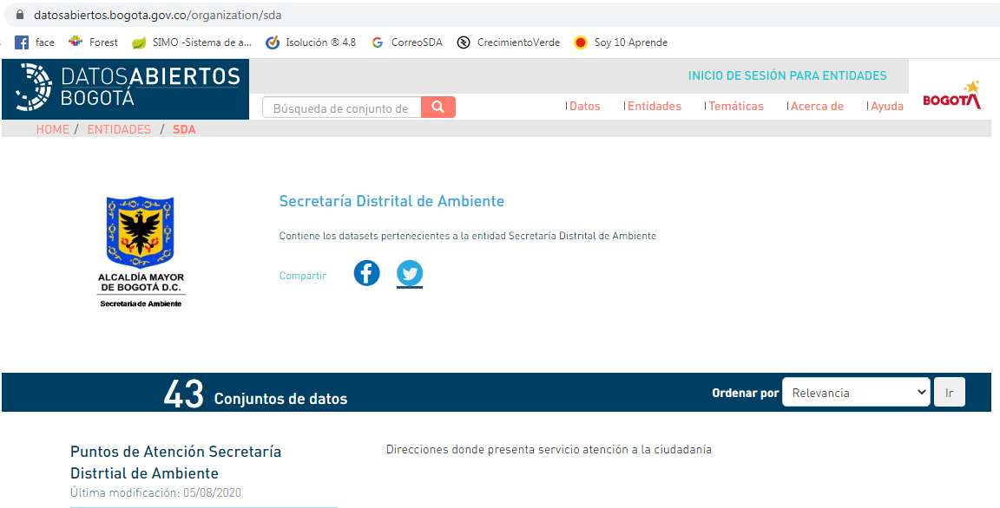 datosabiertos.bogota.gov.co/organization/sda
face Forest SIMO -Sistema de a... Isolución ® 4.8 CorreoSDA CrecimientoVerde Soy 10 Aprende
DATOSABIERTOS
BOGOTÁ
INICIO DE SESIÓN PARA ENTIDADES
Búsqueda de conjunto de
|Datos |Entidades |Temáticas |Acerca de |Ayuda
BOGOTÁ
HOME / ENTIDADES / SDA
ALCALDÍA MAYOR
DE BOGOTÁ D.C.
Secretaría de Ambiente
Secretaría Distrital de Ambiente
Contiene los datasets pertenecientes a la entidad Secretaría Distrital de Ambiente
Compartir
43 Conjuntos de datos
Ordenar por Relevancia Ir
Puntos de Atención Secretaría
Distrtial de Ambiente
Última modificación: 05/08/2020
Direcciones donde presenta servicio atención a la ciudadanía